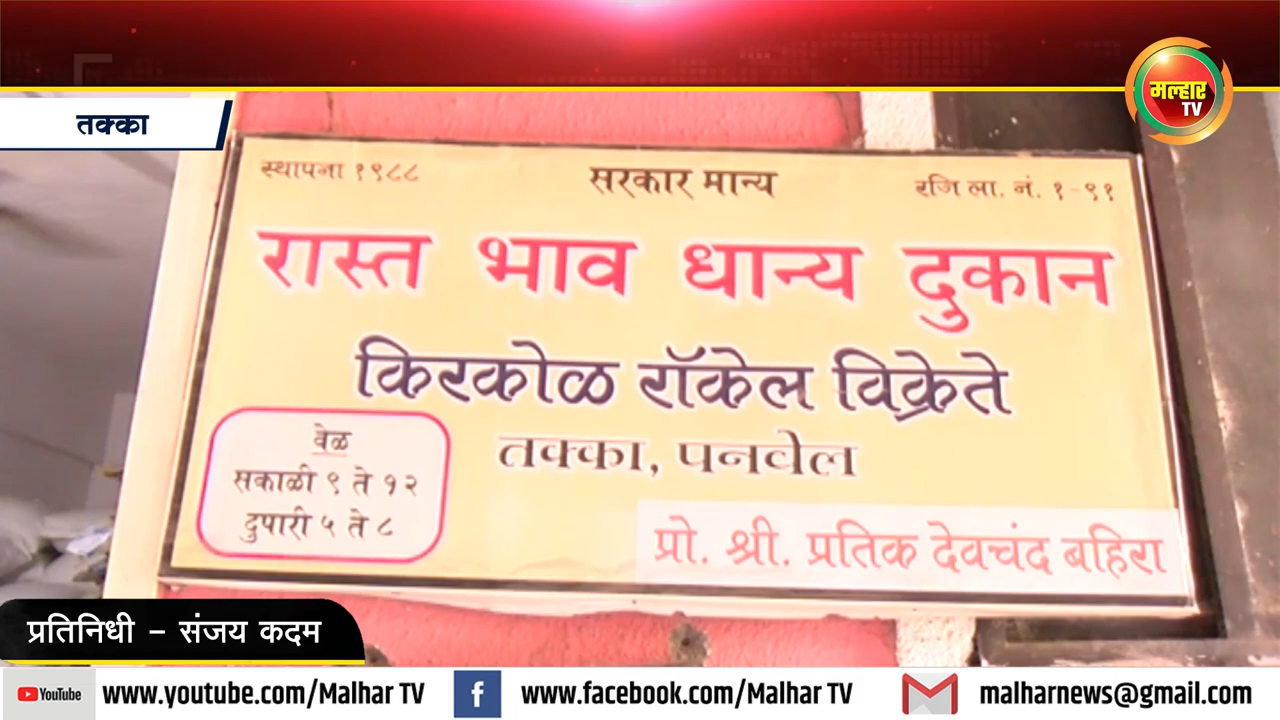 मल्हार
TV
तक्का
स्थापना १९८८
सरकार मान्य
रजि ला. नं. १-९१
रास्त भाव धान्य दुकान
किरकोळ रॉकेल विक्रेते
तक्का, पनवेल
वेळ
सकाळी ९ ते १२
दुपारी ५ ते ८
प्रो. श्री. प्रतिक देवचंद बहिरा
प्रतिनिधी – संजय कदम
YouTube www.youtube.com/Malhar TV
f www.facebook.com/Malhar TV
malharnews@gmail.com